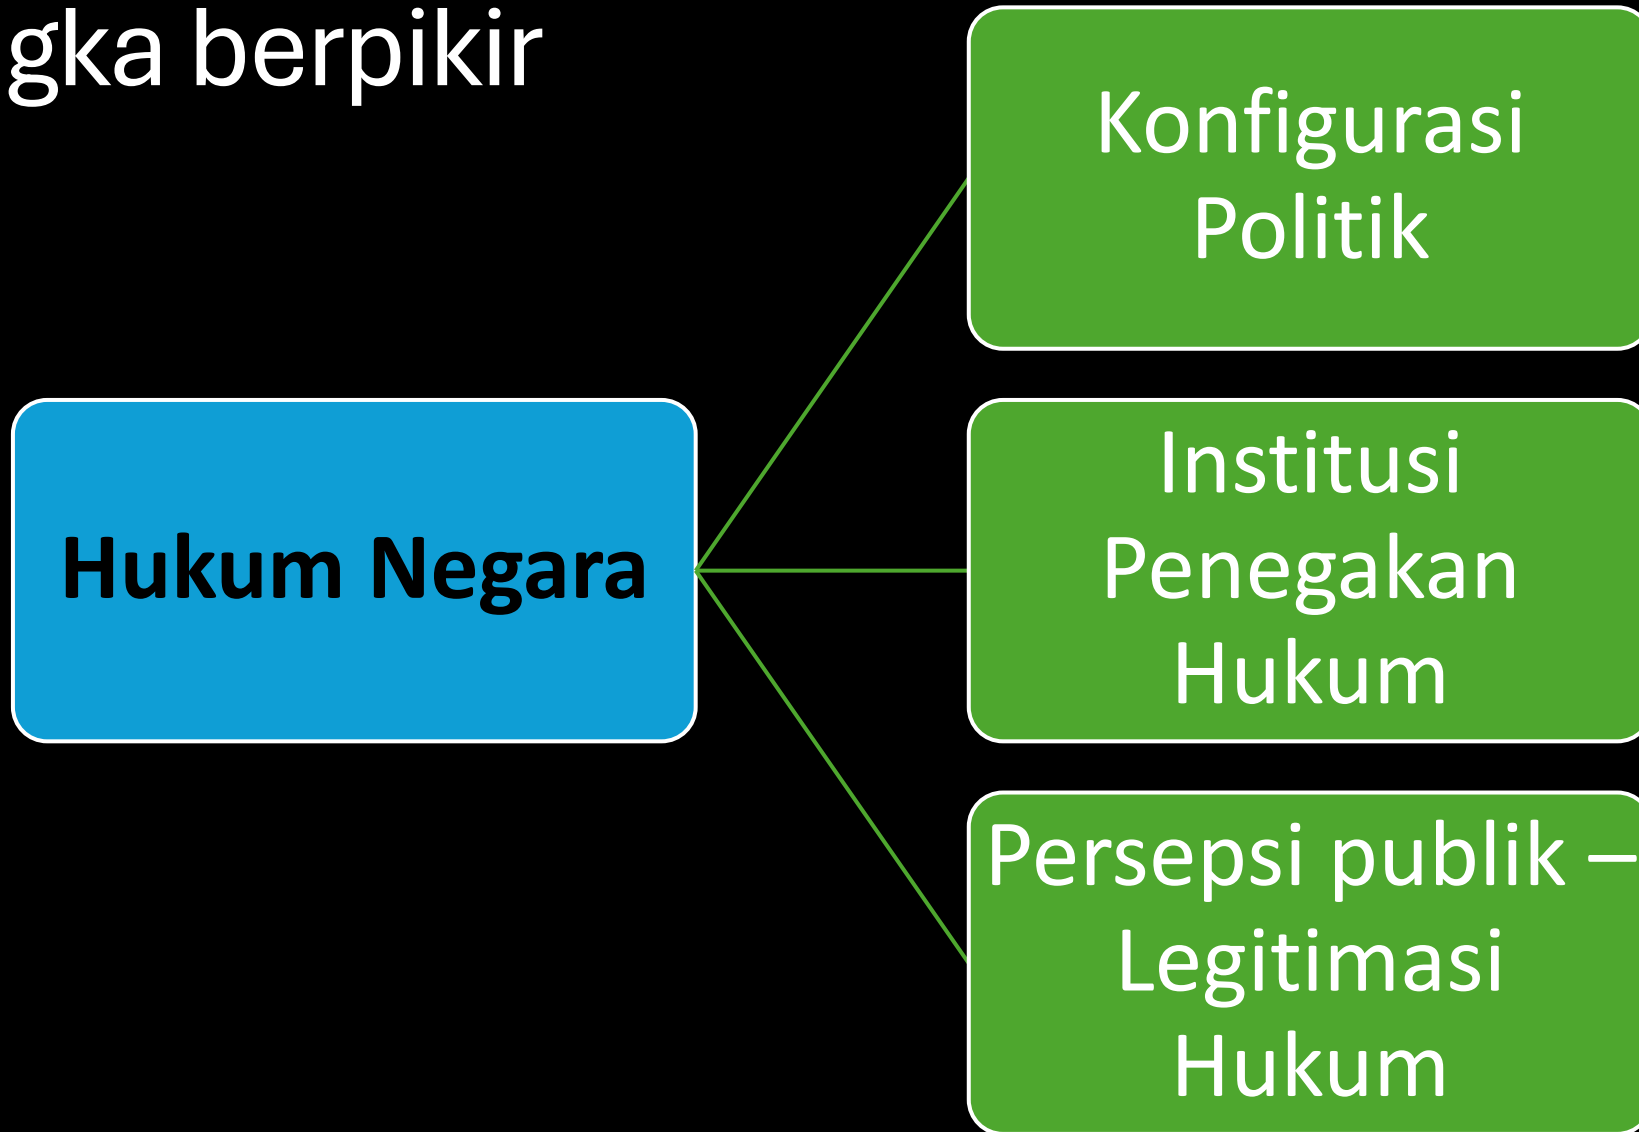 gka berpikir
Konfigurasi
Politik
Hukum Negara
Institusi
Penegakan
Hukum
Persepsi publik –
Legitimasi
Hukum